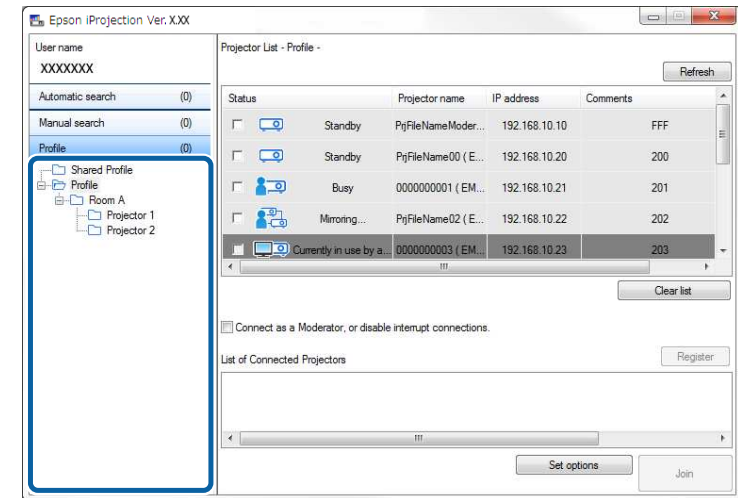 Epson iProjection Ver. X.XX
User name
XXXXXXX
Automatic search (0)
Manual search (0)
Profile (0)
Shared Profile
Profile
Room A
Projector 1
Projector 2
Projector List - Profile -
Refresh
Status Projector name IP address Comments
Standby PrjFileNameModer... 192.168.10.10 FFF
Standby PrjFileName00 ( E... 192.168.10.20 200
Busy 0000000001 ( EM... 192.168.10.21 201
Mirroring... PrjFileName02 ( E... 192.168.10.22 202
Currently in use by a... 0000000003 ( EM... 192.168.10.23 203
Clear list
Connect as a Moderator, or disable interrupt connections.
List of Connected Projectors
Register
Set options
Join